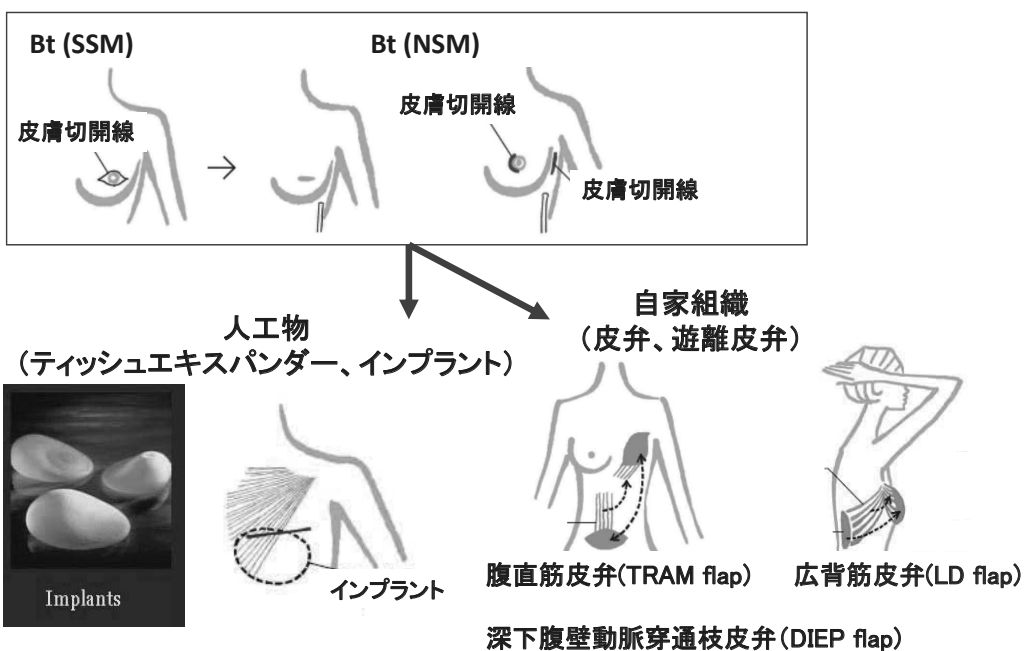 Bt (SSM)
Bt (NSM)
皮膚切開線
皮膚切開線
→
皮膚切開線
人工物
（ティッシュエキスパンダー、インプラント）
自家組織
（皮弁、遊離皮弁）
Implants
インプラント
腹直筋皮弁(TRAM flap)
広背筋皮弁(LD flap)
深下腹壁動脈穿通枝皮弁（DIEP flap）